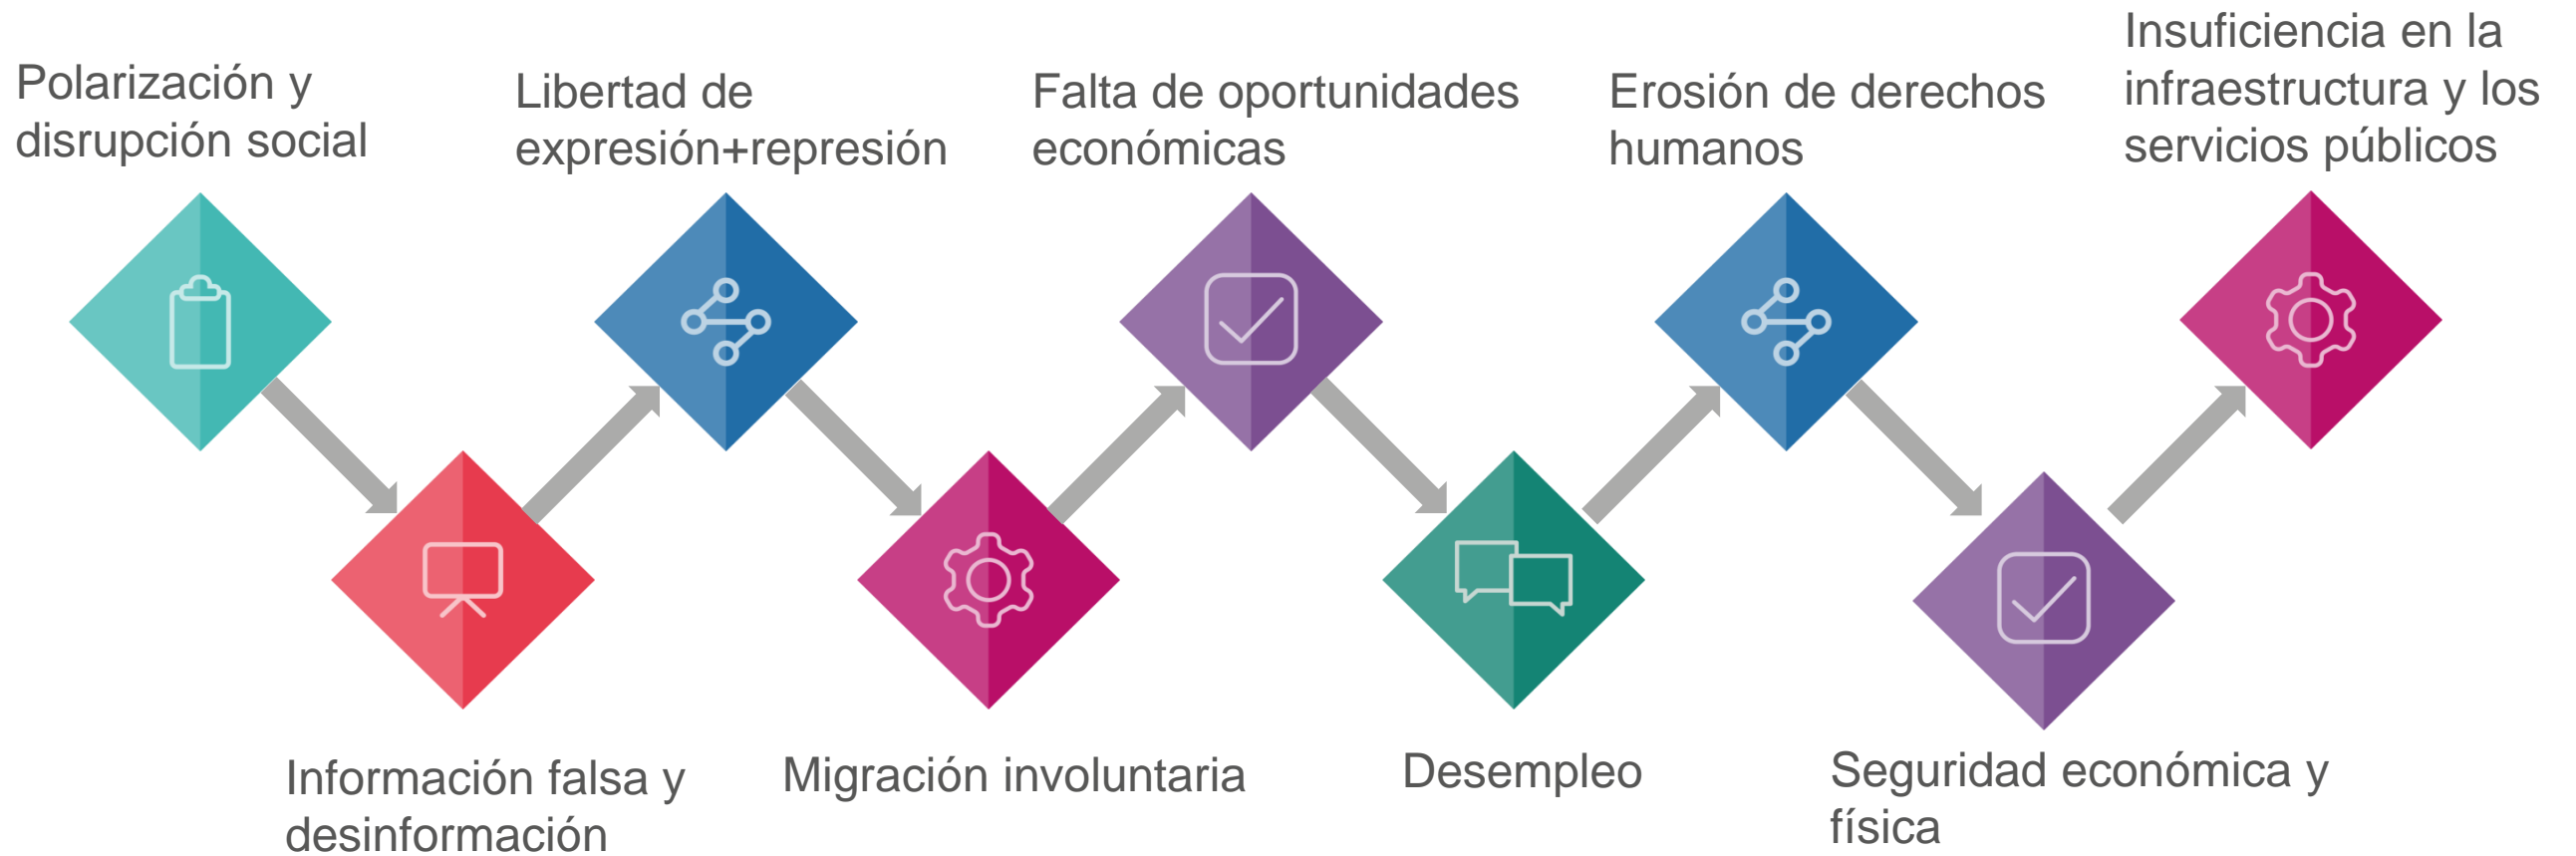 Polarización y
disrupción social
Información falsa y
desinformación
Libertad de
expresión+represión
Migración involuntaria
Falta de oportunidades
económicas
Desempleo
Erosión de derechos
humanos
Seguridad económica y
física
Insuficiencia en la
infraestructura y los
servicios públicos